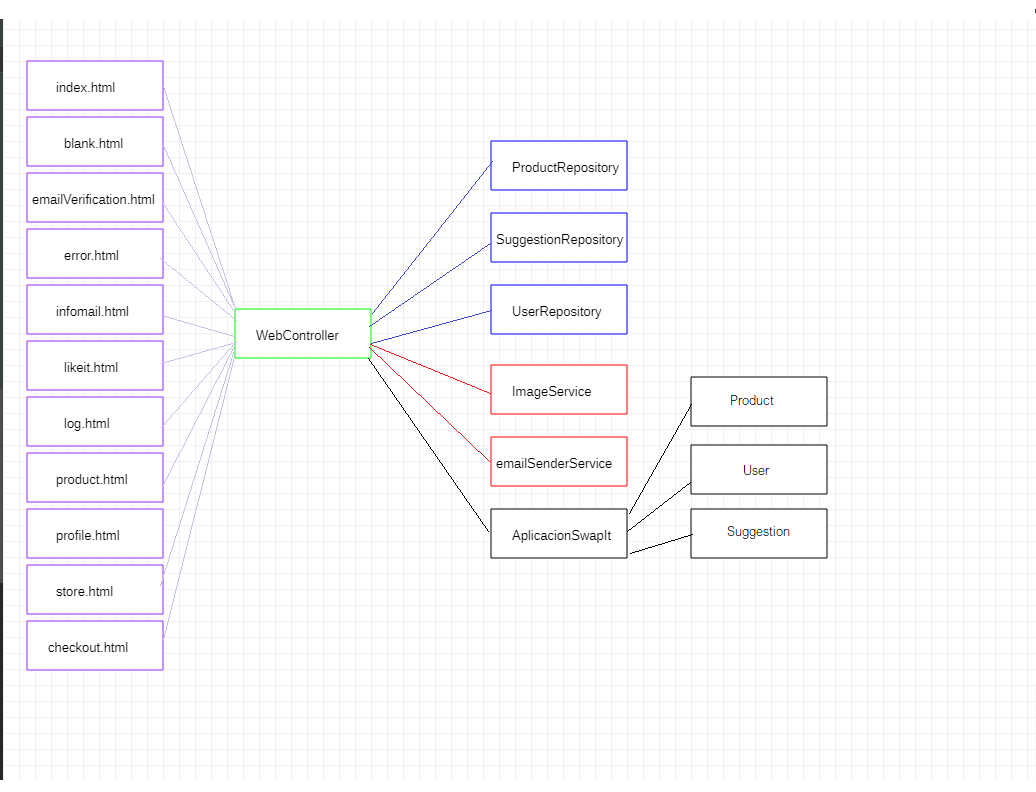 index.html
blank.html
emailVerification.html
error.html
infomail.html
likeit.html
log.html
product.html
profile.html
store.html
checkout.html
WebController
ProductRepository
SuggestionRepository
UserRepository
ImageService
emailSenderService
AplicacionSwapIt
Product
User
Suggestion